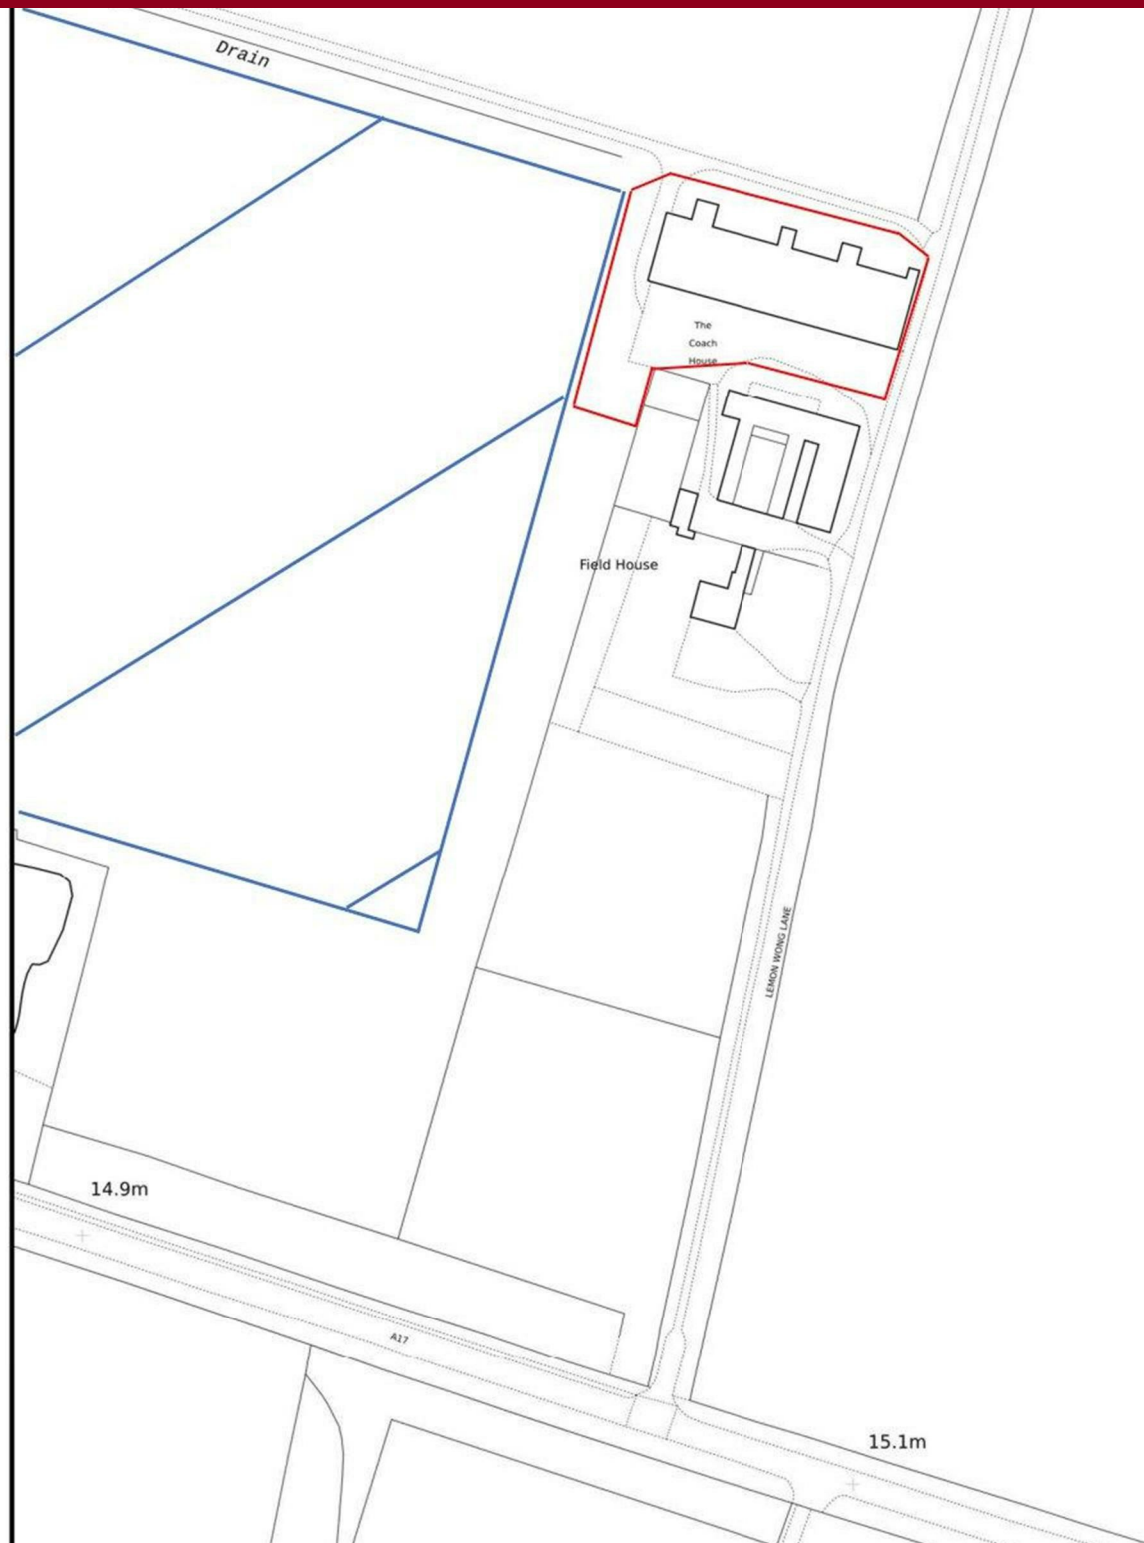 Drain
The
Coach
House
Field House
LEMON WONG LANE
14.9m
A17
15.1m